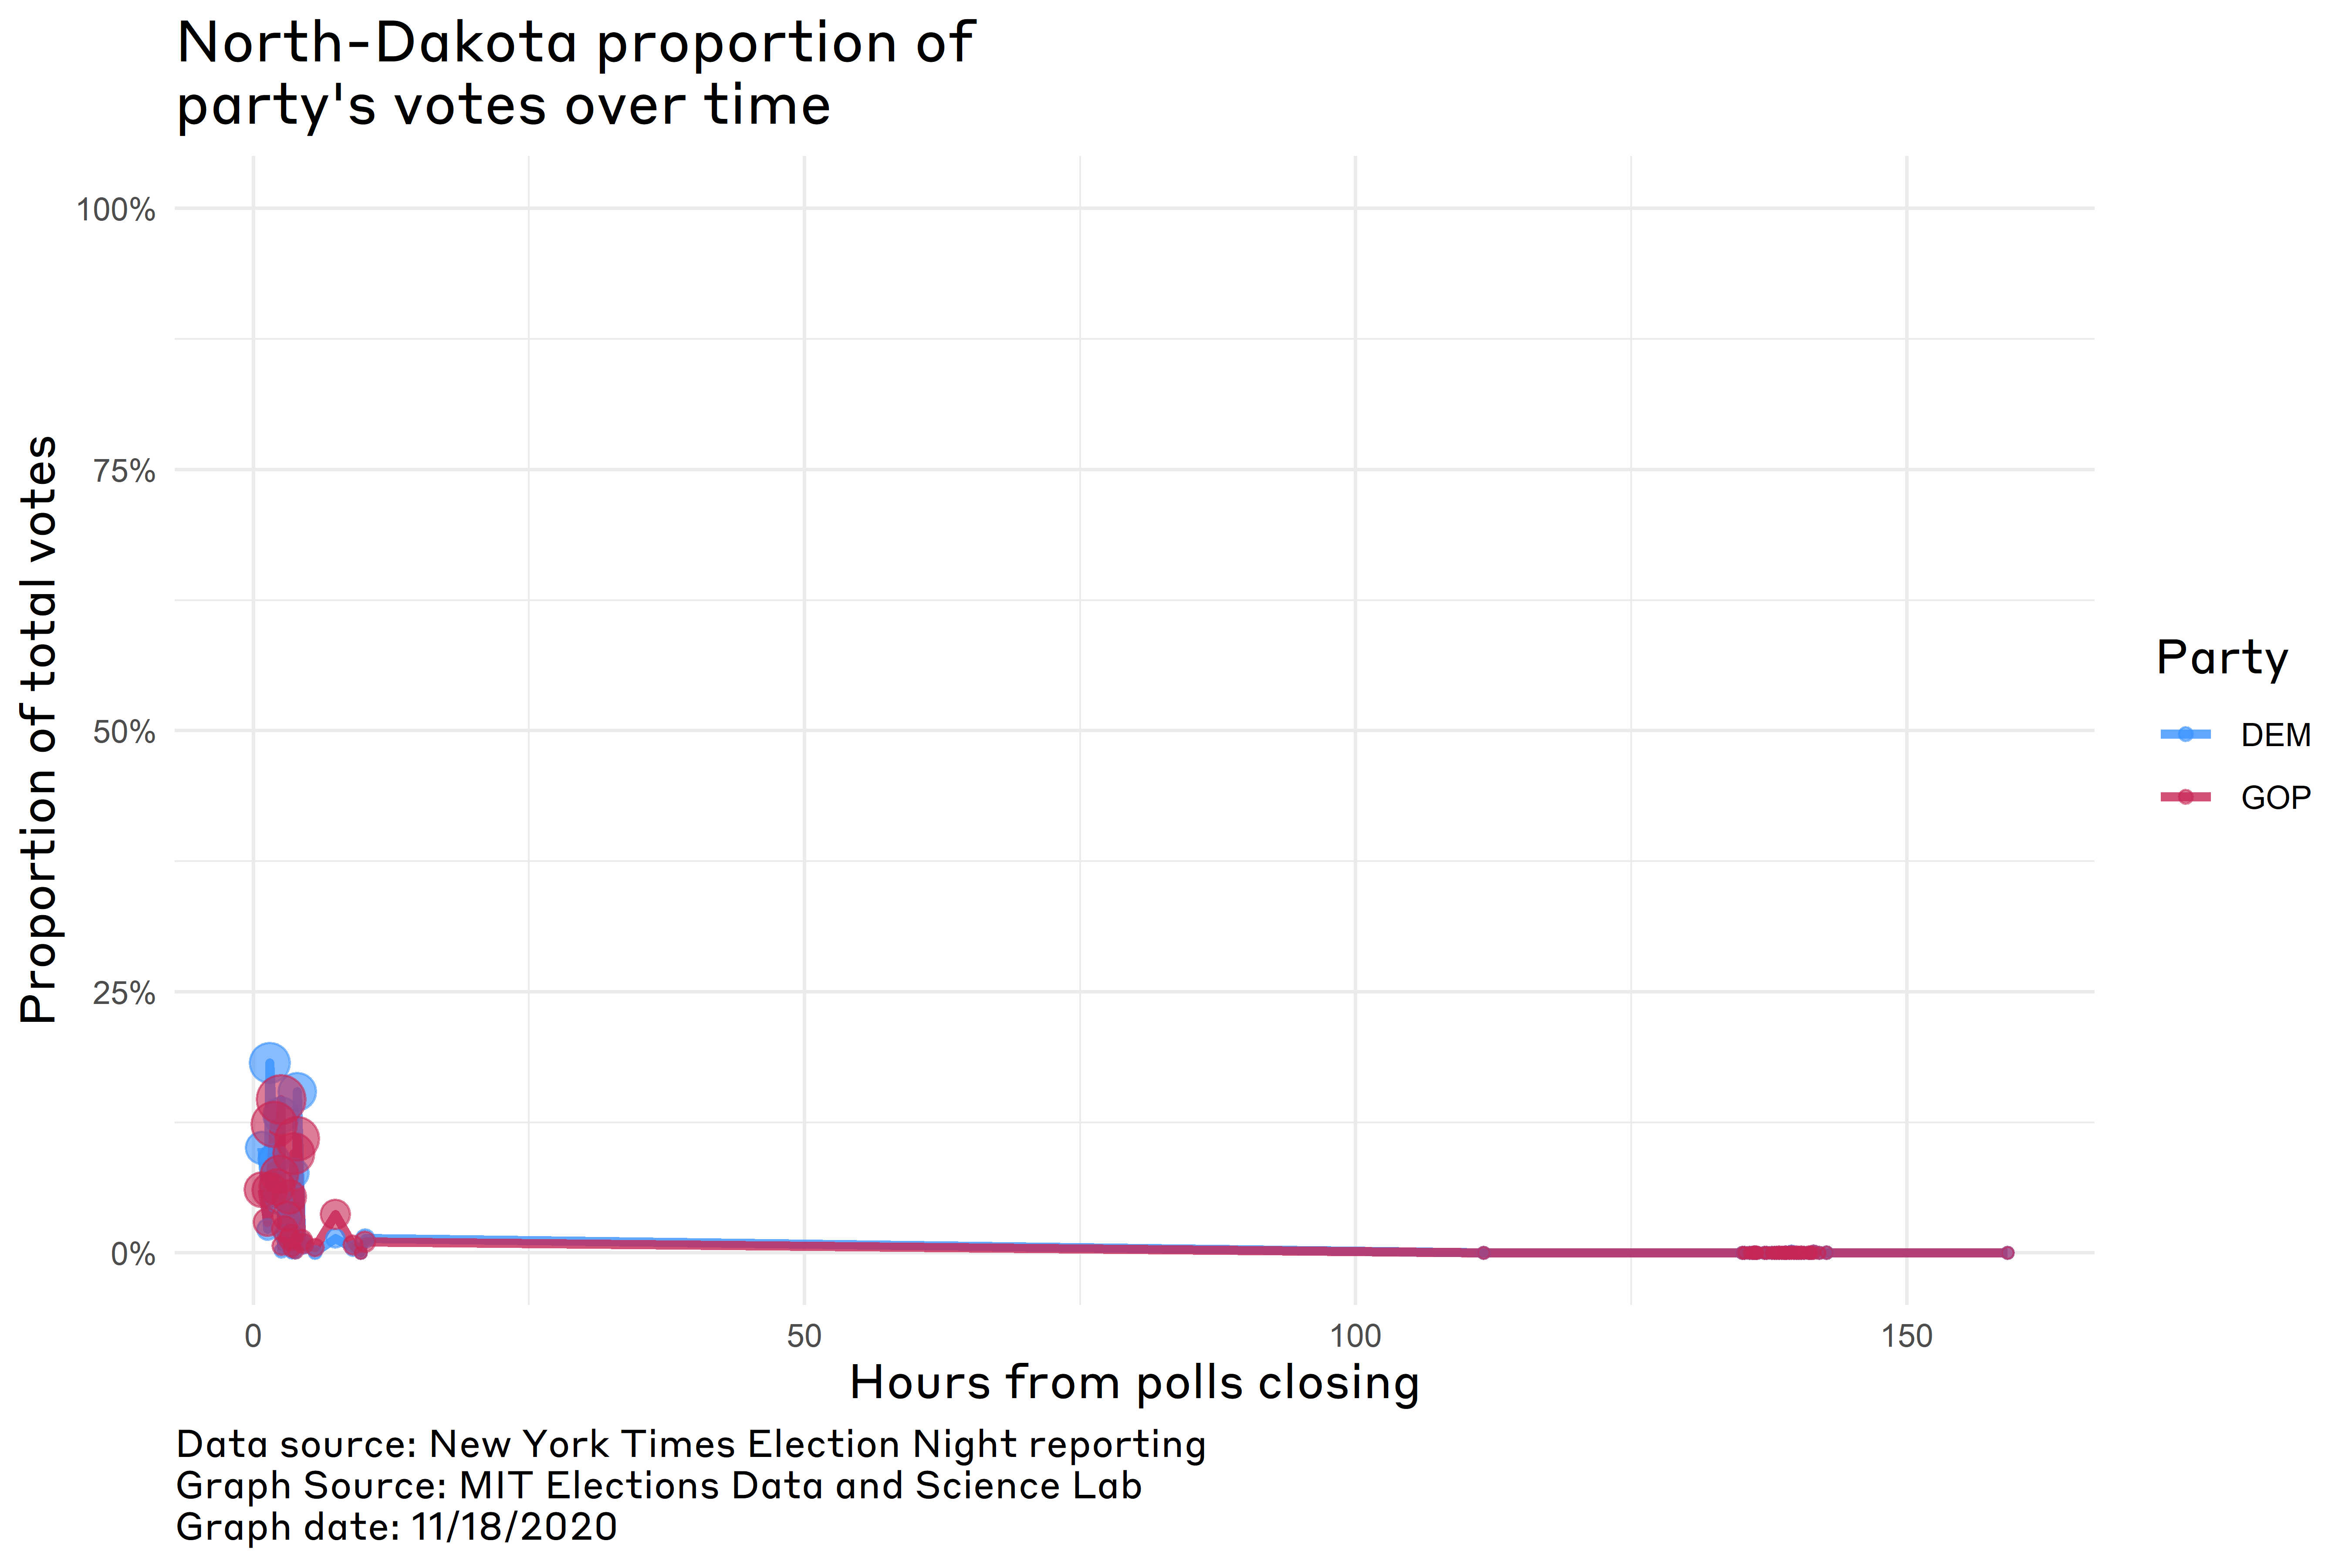 North-Dakota proportion of
party's votes over time
Proportion of total votes
100%
75%
50%
25%
0%
0
50
100
150
Hours from polls closing
Party
DEM
GOP
Data source: New York Times Election Night reporting
Graph Source: MIT Elections Data and Science Lab
Graph date: 11/18/2020